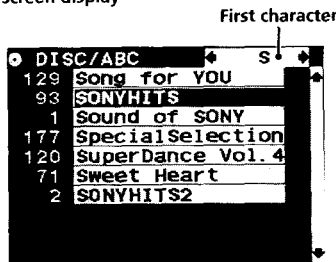 screen display
First character
DISC/ABC S
129 Song for YOU
93 SONYHITS
1 Sound of SONY
177 SpecialSelection
120 SuperDance Vol.4
71 Sweet Heart
2 SONYHITS2